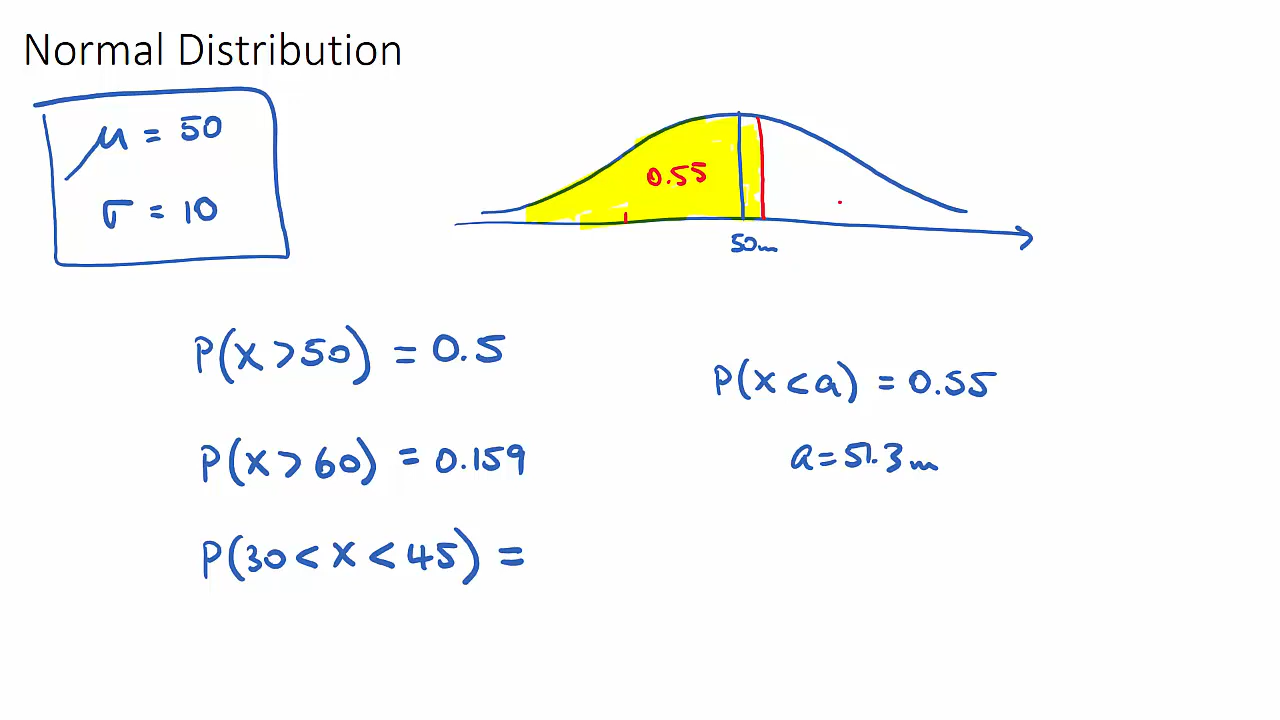 Normal Distribution
μ = 50
σ = 10
0.55
50m
P(x>50) = 0.5
P(x<a) = 0.55
P(x>60) = 0.159
a=51.3m
P(30<x<45) =